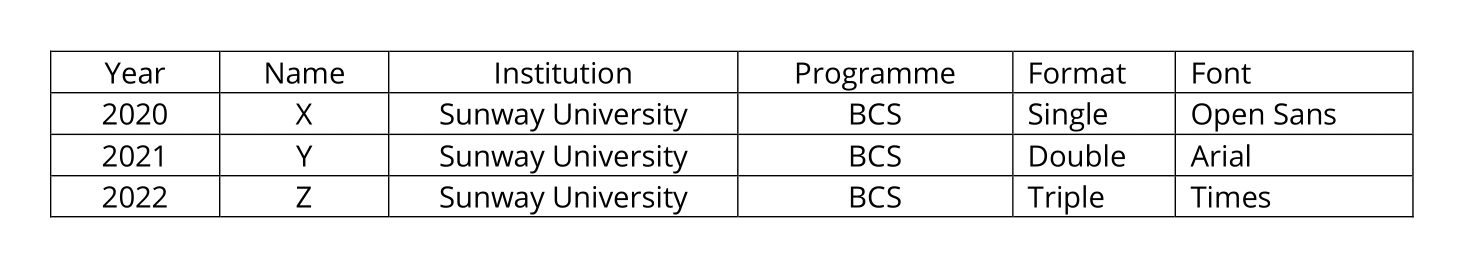 Year Name Institution Programme Format Font
2020 X Sunway University BCS Single Open Sans
2021 Y Sunway University BCS Double Arial
2022 Z Sunway University BCS Triple Times